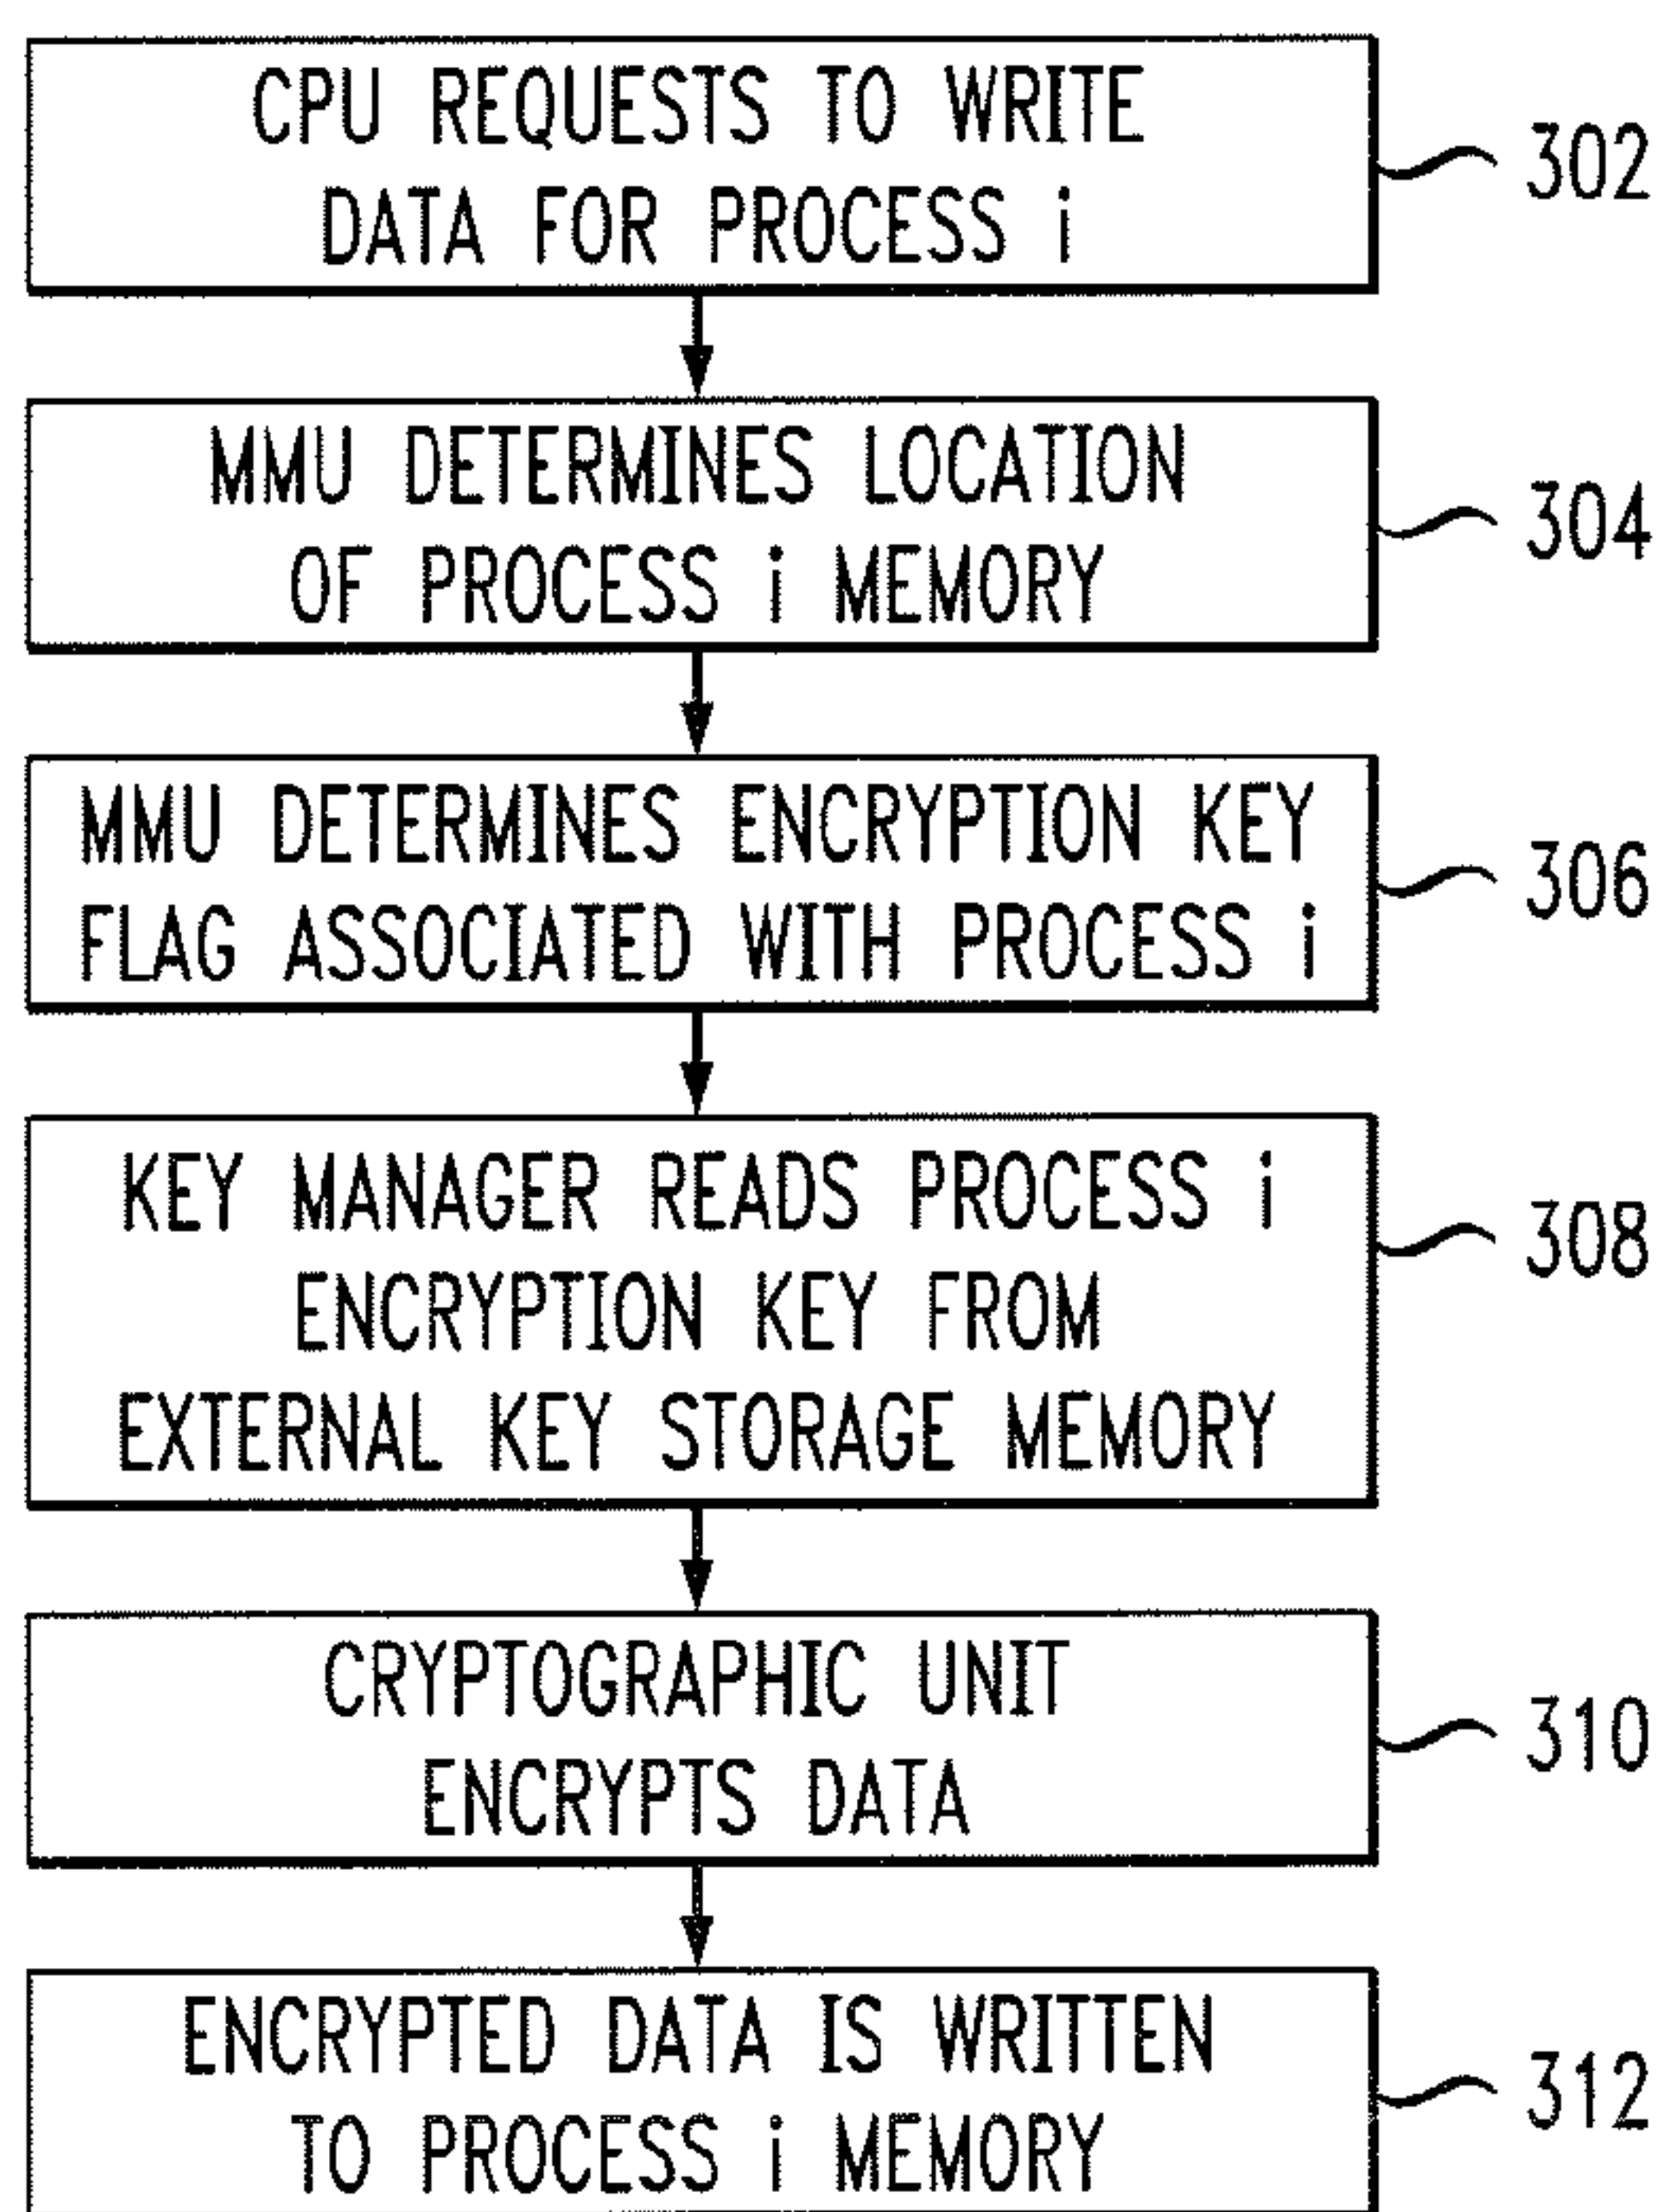 CPU REQUESTS TO WRITE
DATA FOR PROCESS i
302
MMU DETERMINES LOCATION
OF PROCESS i MEMORY
304
MMU DETERMINES ENCRYPTION KEY
FLAG ASSOCIATED WITH PROCESS i
306
KEY MANAGER READS PROCESS i
ENCRYPTION KEY FROM
EXTERNAL KEY STORAGE MEMORY
308
CRYPTOGRAPHIC UNIT
ENCRYPTS DATA
310
ENCRYPTED DATA IS WRITTEN
TO PROCESS i MEMORY
312